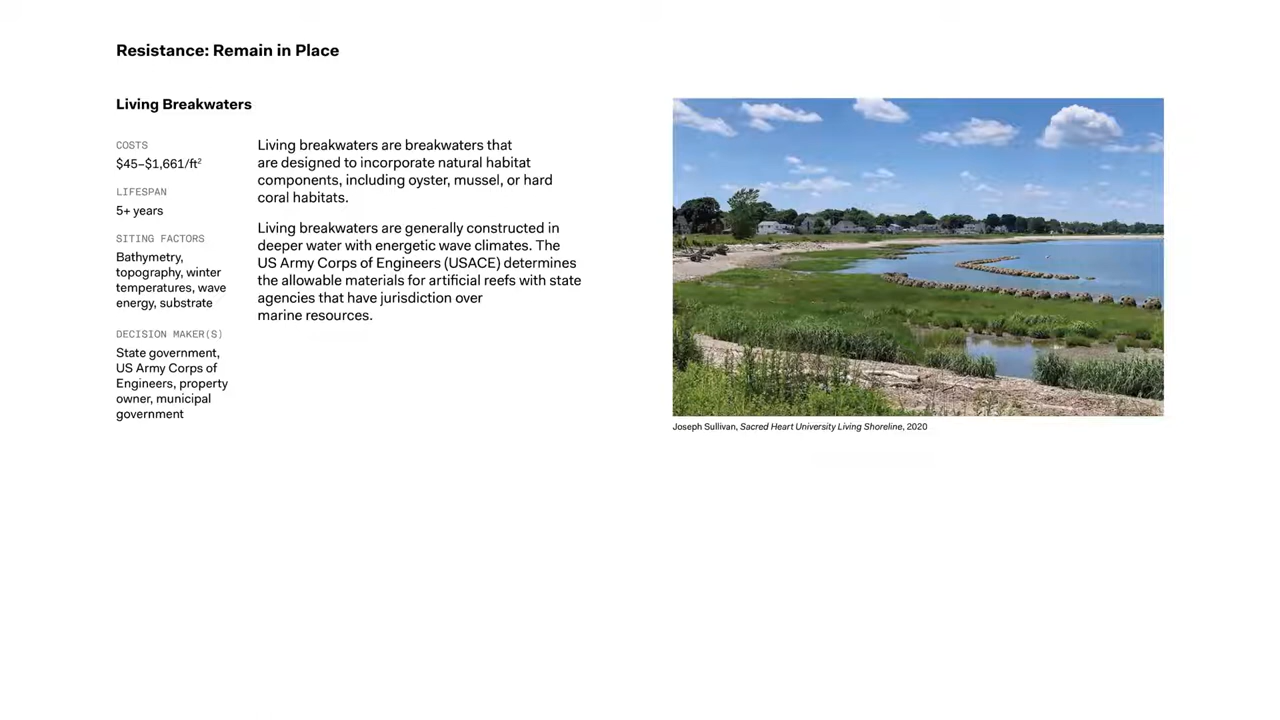 Resistance: Remain in Place
Living Breakwaters
COSTS
$45–$1,661/ft²
LIFESPAN
5+ years
SITING FACTORS
Bathymetry,
topography, winter
temperatures, wave
energy, substrate
DECISION MAKER(S)
State government,
US Army Corps of
Engineers, property
owner, municipal
government
Living breakwaters are breakwaters that
are designed to incorporate natural habitat
components, including oyster, mussel, or hard
coral habitats.
Living breakwaters are generally constructed in
deeper water with energetic wave climates. The
US Army Corps of Engineers (USACE) determines
the allowable materials for artificial reefs with state
agencies that have jurisdiction over
marine resources.
Joseph Sullivan, Sacred Heart University Living Shoreline, 2020